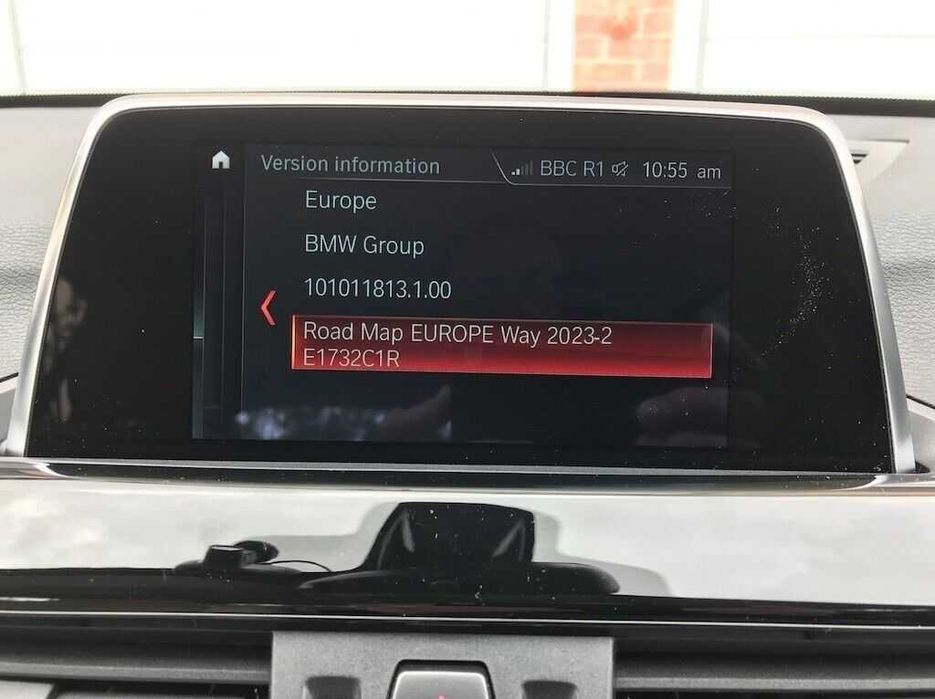 Version information
BBC R1 10:55 am
Europe
BMW Group
101011813.1.00
Road Map EUROPE Way 2023-2
E1732C1R